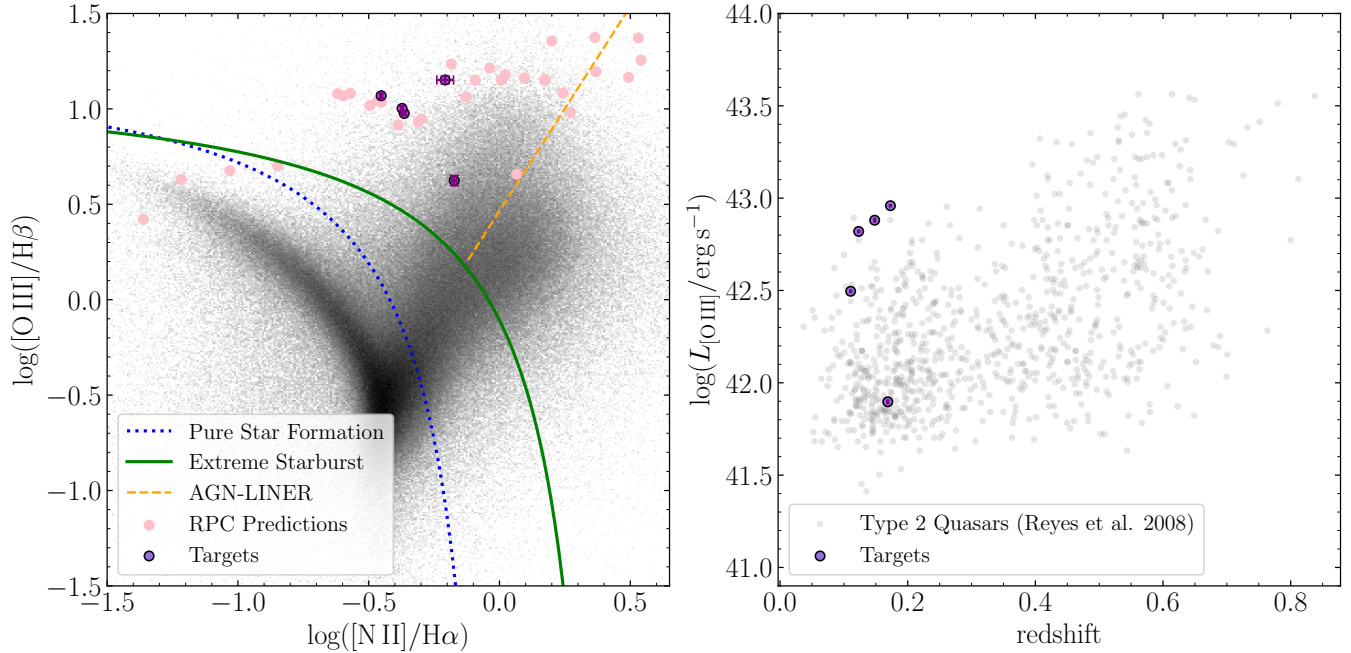 1.5
1.0
0.5
0.0
−0.5
−1.0
−1.5
log([O III]/Hβ)
Pure Star Formation
Extreme Starburst
AGN-LINER
RPC Predictions
Targets
−1.5 −1.0 −0.5 0.0 0.5
log([N II]/Hα)
44.0
43.5
43.0
42.5
42.0
41.5
41.0
log(L[O III]/erg s−1)
Type 2 Quasars (Reyes et al. 2008)
Targets
0.0 0.2 0.4 0.6 0.8
redshift